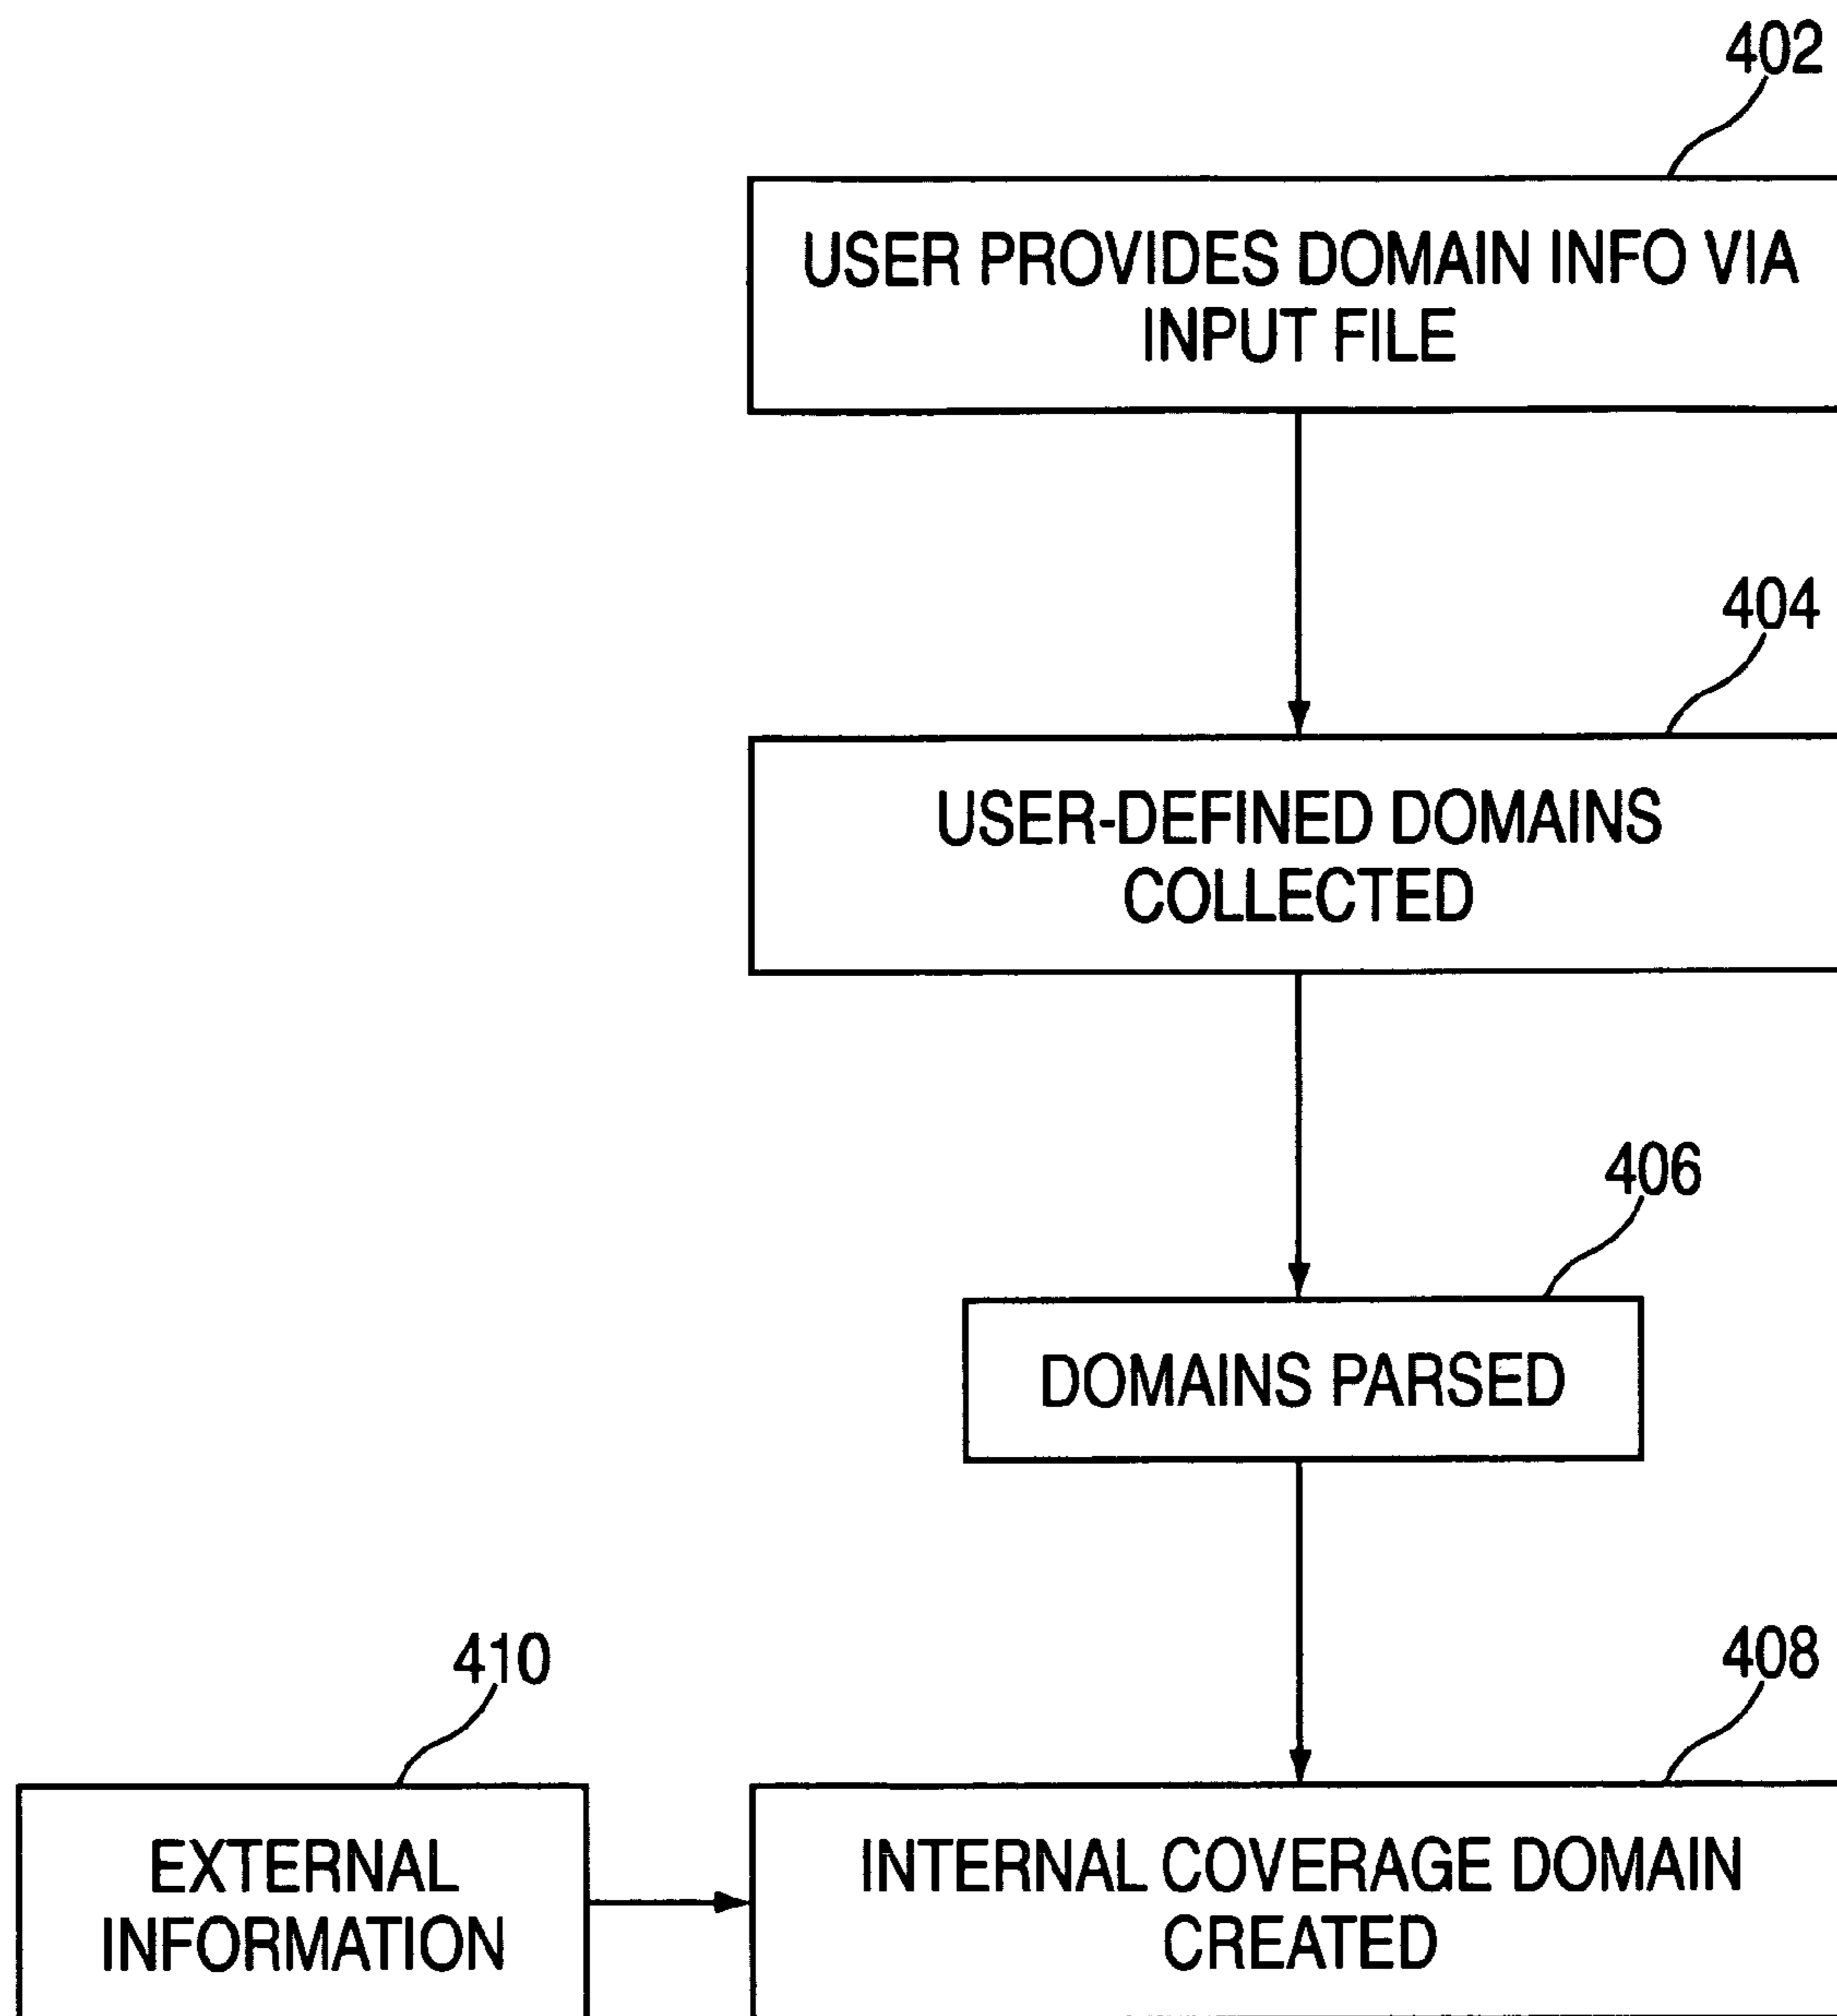 402
USER PROVIDES DOMAIN INFO VIA
INPUT FILE
404
USER-DEFINED DOMAINS
COLLECTED
406
DOMAINS PARSED
410
408
EXTERNAL
INFORMATION
INTERNAL COVERAGE DOMAIN
CREATED